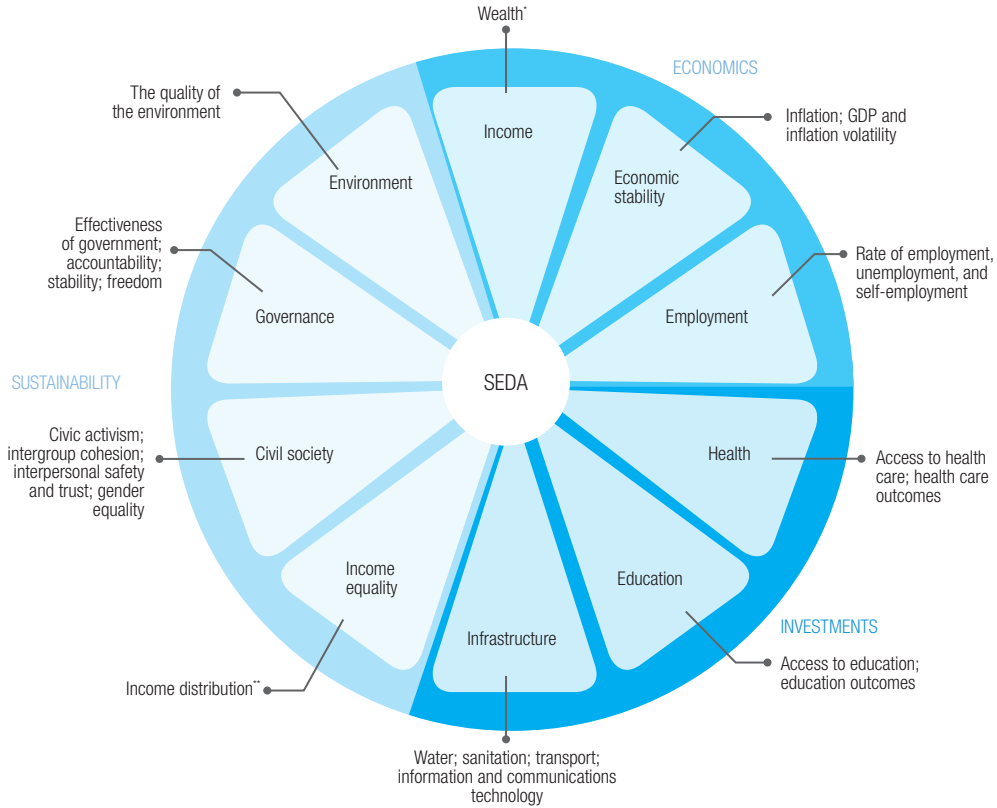 Wealth*
ECONOMICS
Income
Inflation; GDP and
inflation volatility
Economic
stability
Rate of employment,
unemployment, and
self-employment
Employment
Health
Access to health
care; health care
outcomes
Education
INVESTMENTS
Access to education;
education outcomes
Infrastructure
Water; sanitation; transport;
information and communications
technology
Income
equality
Income distribution**
Civil society
Civic activism;
intergroup cohesion;
interpersonal safety
and trust; gender
equality
SUSTAINABILITY
Governance
Effectiveness
of government;
accountability;
stability; freedom
Environment
The quality of
the environment
SEDA